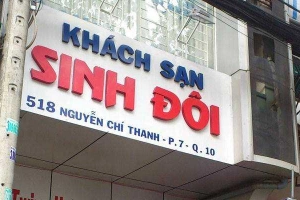 KHÁCH SẠN
SINH ĐÔI
518 NGUYỄN CHÍ THANH - P.7 - Q.10